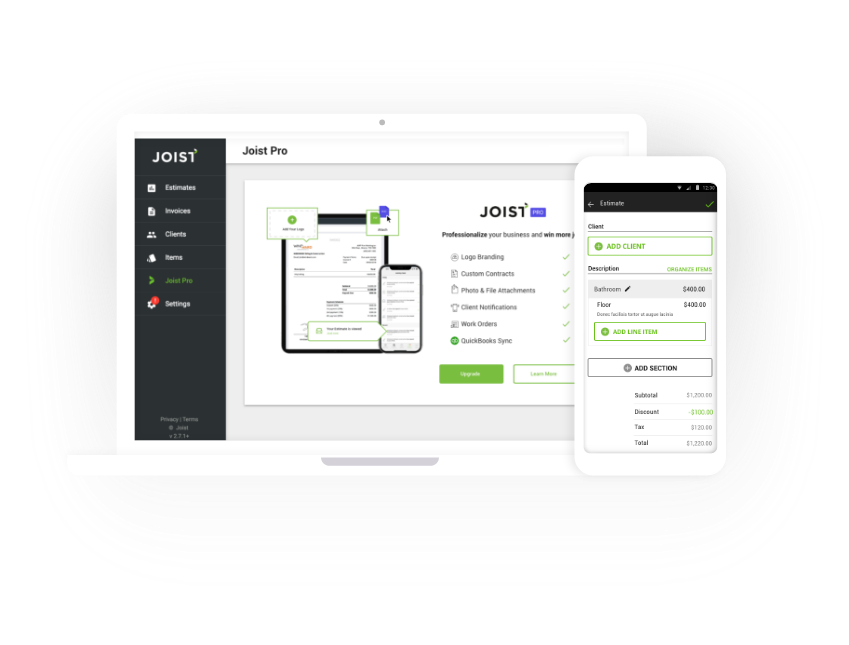 JOIST
Joist Pro
Estimates
Invoices
Clients
Items
Joist Pro
Settings
Privacy | Terms
© Joist
v 2.7.1+
Add Your Logo
Attach
Your Estimate is viewed!
JOIST PRO
Professionalize your business and win more j
Logo Branding
Custom Contracts
Photo & File Attachments
Client Notifications
Work Orders
QuickBooks Sync
Upgrade
Learn More
12:30
Estimate
Client
ADD CLIENT
Description ORGANIZE ITEMS
Bathroom $400.00
Floor $400.00
Donec facilisis tortor ut augue lacinia
ADD LINE ITEM
ADD SECTION
Subtotal $1,200.00
Discount -$100.00
Tax $120.00
Total $1,220.00